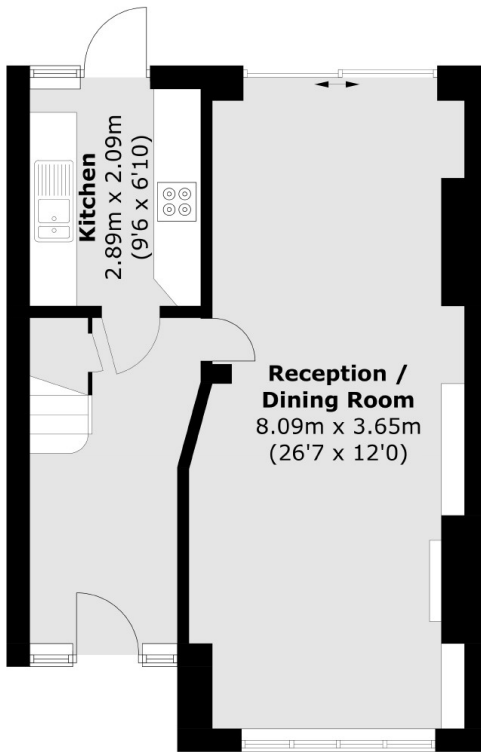 Kitchen
2.89m x 2.09m
(9'6 x 6'10)
Reception /
Dining Room
8.09m x 3.65m
(26'7 x 12'0)